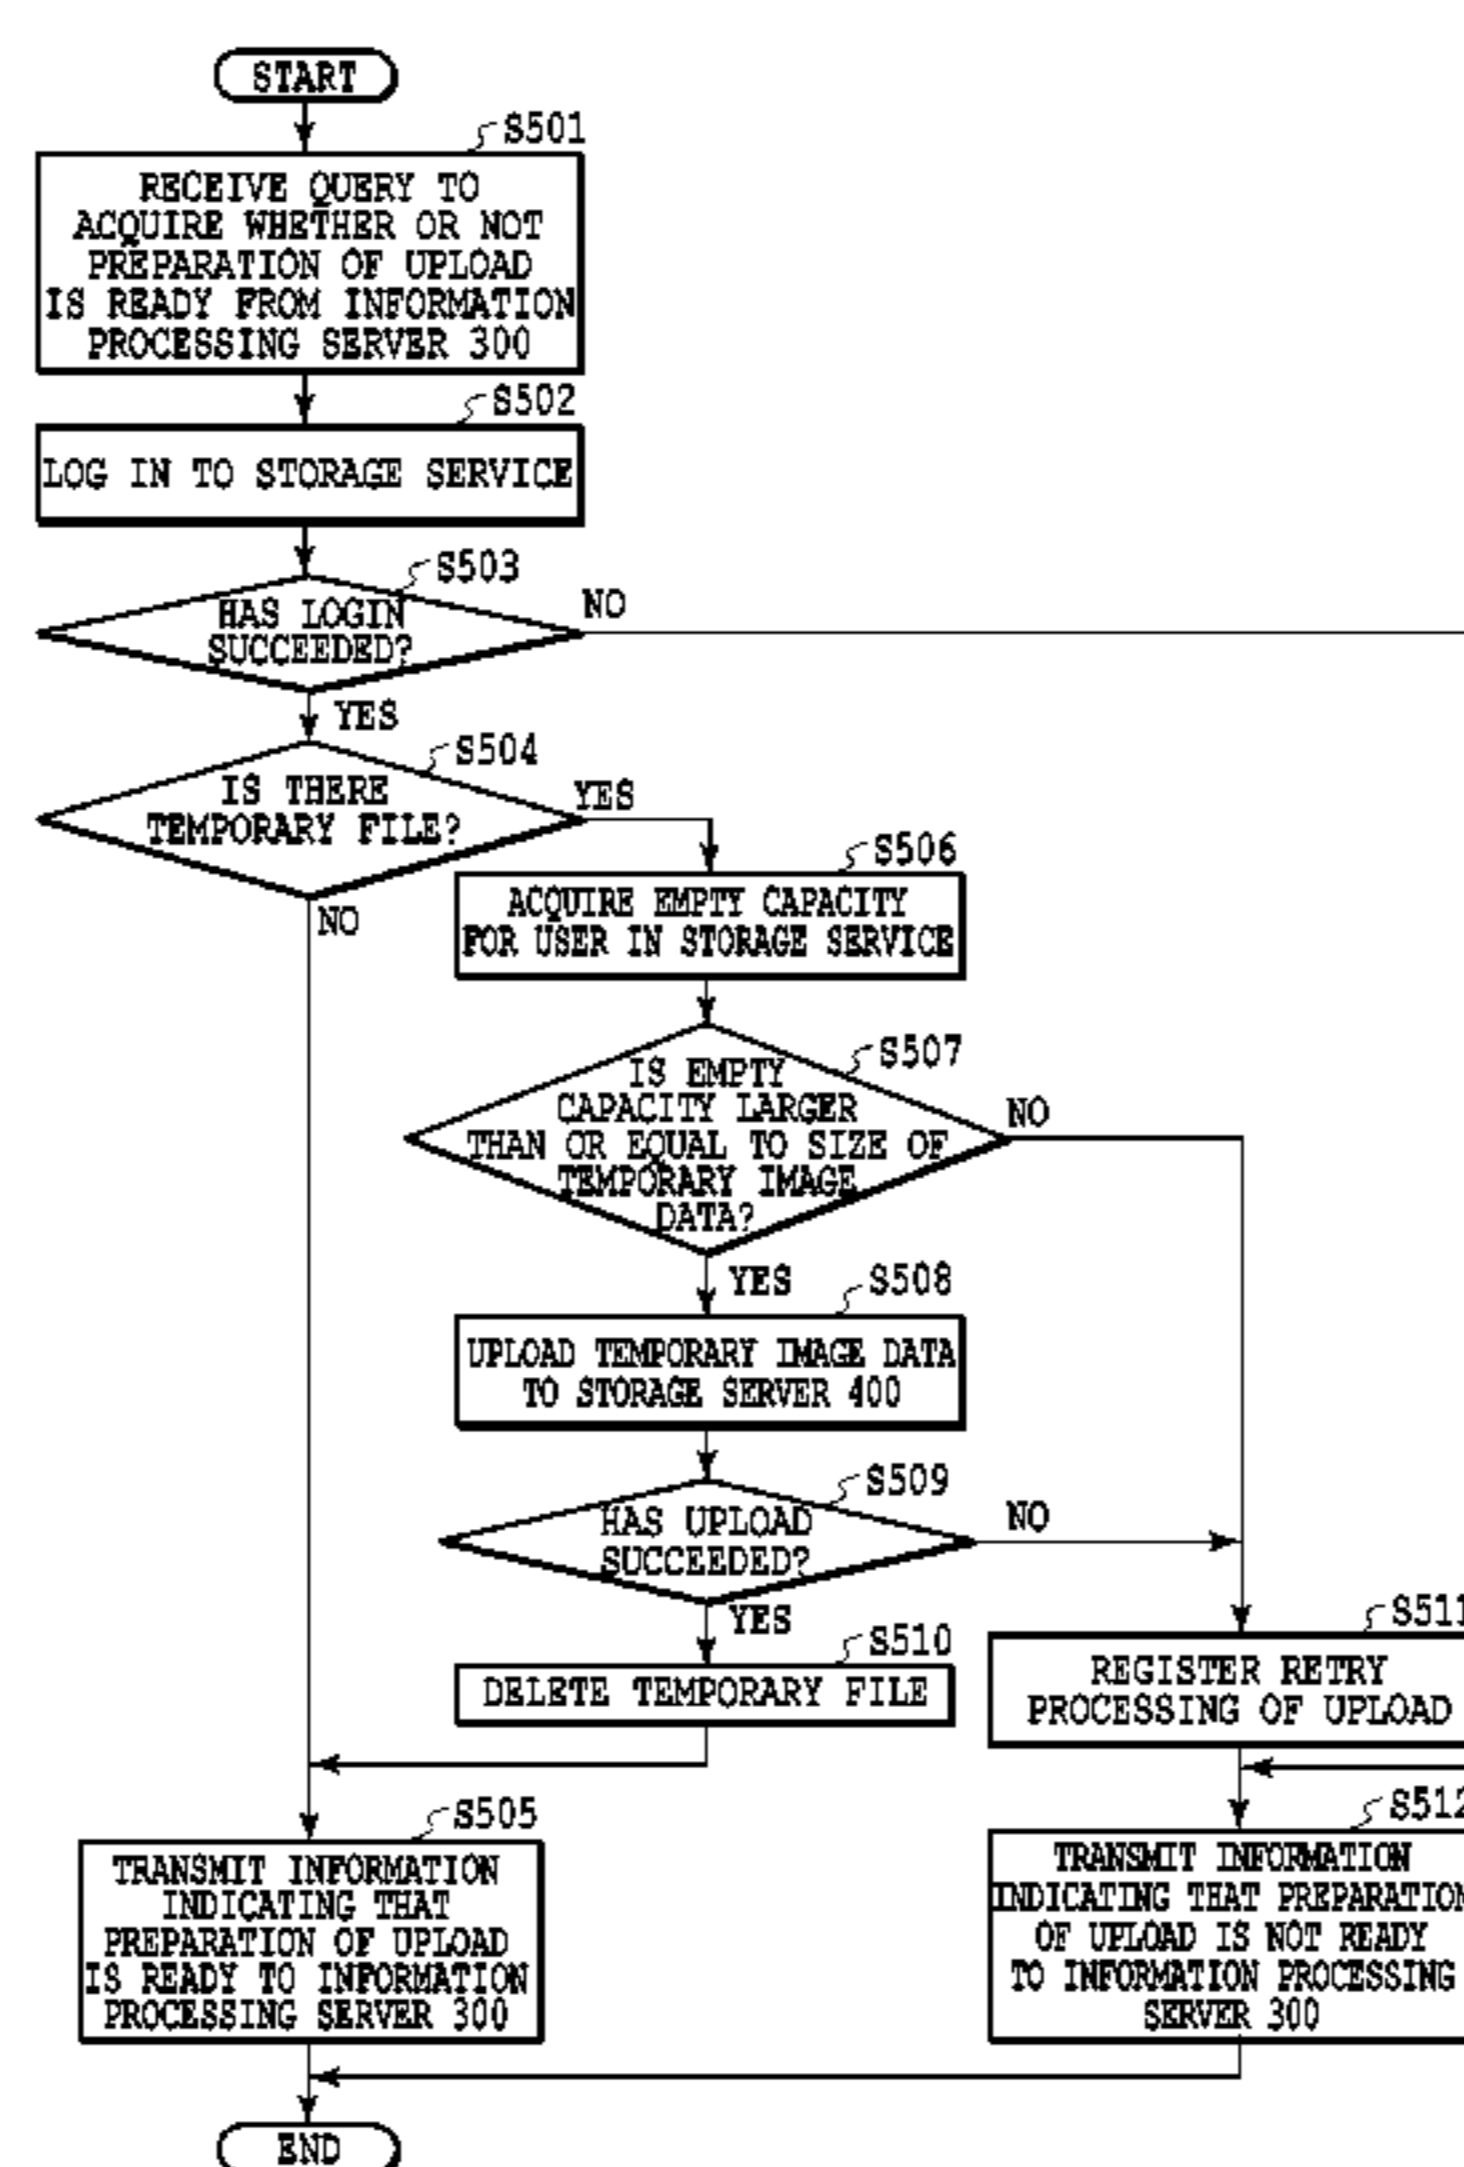 START
S501
RECEIVE QUERY TO
ACQUIRE WHETHER OR NOT
PREPARATION OF UPLOAD
IS READY FROM INFORMATION
PROCESSING SERVER 300
S502
LOG IN TO STORAGE SERVICE
S503
HAS LOGIN
SUCCEEDED?
NO
YES
S504
IS THERE
TEMPORARY FILE?
YES
NO
S506
ACQUIRE EMPTY CAPACITY
FOR USER IN STORAGE SERVICE
S507
IS EMPTY
CAPACITY LARGER
THAN OR EQUAL TO SIZE OF
TEMPORARY IMAGE
DATA?
NO
YES
S508
UPLOAD TEMPORARY IMAGE DATA
TO STORAGE SERVER 400
S509
HAS UPLOAD
SUCCEEDED?
NO
YES
S510
DELETE TEMPORARY FILE
S511
REGISTER RETRY
PROCESSING OF UPLOAD
S505
TRANSMIT INFORMATION
INDICATING THAT
PREPARATION OF UPLOAD
IS READY TO INFORMATION
PROCESSING SERVER 300
S512
TRANSMIT INFORMATION
INDICATING THAT PREPARATION
OF UPLOAD IS NOT READY
TO INFORMATION PROCESSING
SERVER 300
END